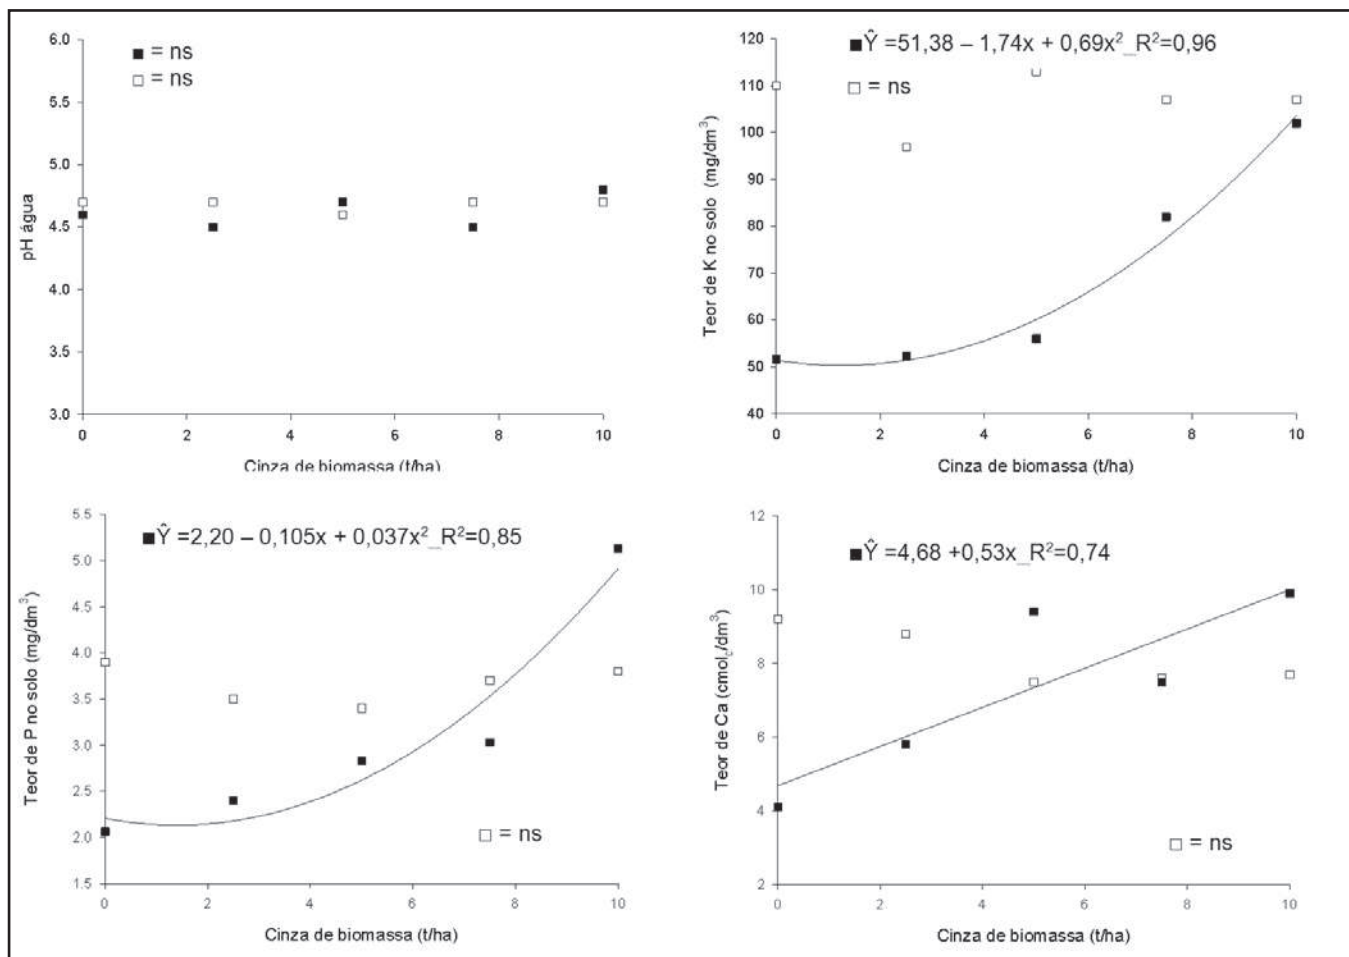 ■ = ns
□ = ns
6.0
5.5
5.0
4.5
4.0
3.5
3.0
pH água
0 2 4 6 8 10
Cinza de biomassa (t/ha)
■Ŷ =51,38 – 1,74x + 0,69x²_R²=0,96
□ = ns
120
110
100
90
80
70
60
50
40
Teor de K no solo (mg/dm³)
0 2 4 6 8 10
Cinza de biomassa (t/ha)
■Ŷ =2,20 – 0,105x + 0,037x²_R²=0,85
5.5
5.0
4.5
4.0
3.5
3.0
2.5
2.0
1.5
Teor de P no solo (mg/dm³)
□ = ns
0 2 4 6 8 10
Cinza de biomassa (t/ha)
■Ŷ =4,68 +0,53x_R²=0,74
12
10
8
6
4
2
Teor de Ca (cmolc/dm³)
□ = ns
0 2 4 6 8 10
Cinza de biomassa (t/ha)